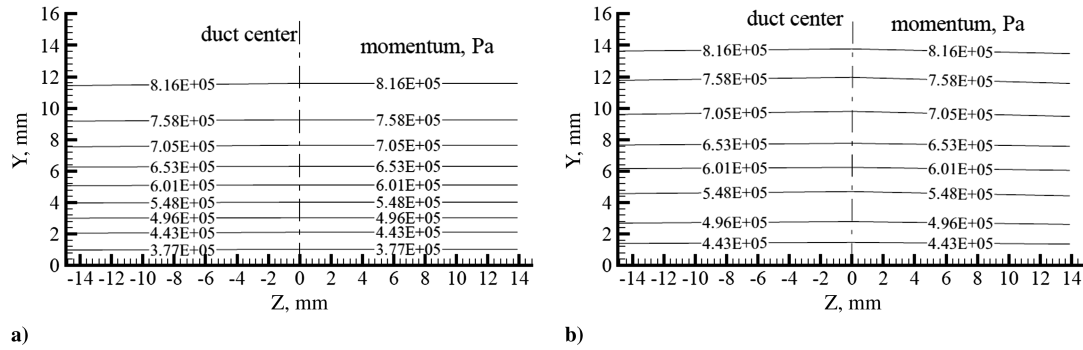 16
14
12
10
8
6
4
2
0
Y, mm
duct center
momentum, Pa
8.16E+05 8.16E+05
7.58E+05 7.58E+05
7.05E+05 7.05E+05
6.53E+05 6.53E+05
6.01E+05 6.01E+05
5.48E+05 5.48E+05
4.96E+05 4.96E+05
4.43E+05 4.43E+05
3.77E+05 3.77E+05
-14 -12 -10 -8 -6 -4 -2 0 2 4 6 8 10 12 14
Z, mm
a)
16
14
12
10
8
6
4
2
0
Y, mm
duct center
momentum, Pa
8.16E+05 8.16E+05
7.58E+05 7.58E+05
7.05E+05 7.05E+05
6.53E+05 6.53E+05
6.01E+05 6.01E+05
5.48E+05 5.48E+05
4.96E+05 4.96E+05
4.43E+05 4.43E+05
-14 -12 -10 -8 -6 -4 -2 0 2 4 6 8 10 12 14
Z, mm
b)